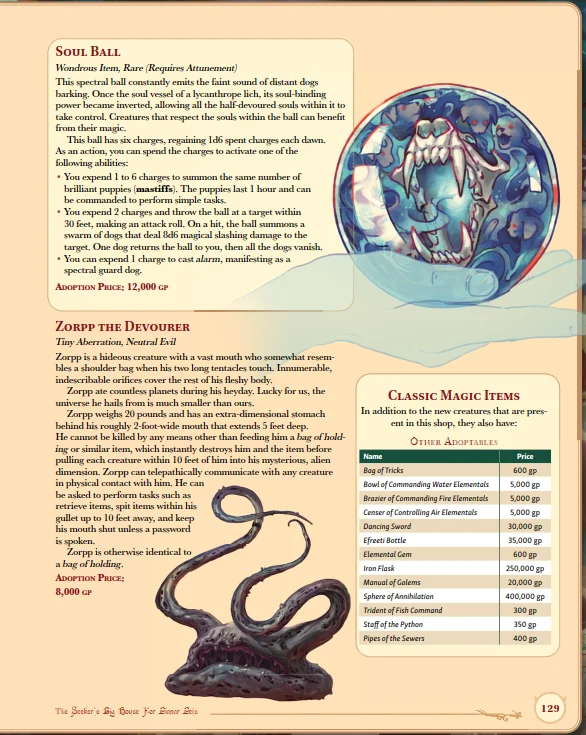 Soul Ball
Wondrous Item, Rare (Requires Attunement)
This spectral ball constantly emits the faint sound of distant dogs
barking. Once the soul vessel of a lycanthrope lich, its soul-binding
power became inverted, allowing all the half-devoured souls within it to
take control. Creatures that respect the souls within the ball can benefit
from their magic.
This ball has six charges, regaining 1d6 spent charges each dawn.
As an action, you can spend the charges to activate one of the
following abilities:
• You expend 1 to 6 charges to summon the same number of
brilliant puppies (mastiffs). The puppies last 1 hour and can
be commanded to perform simple tasks.
• You expend 2 charges and throw the ball at a target within
30 feet, making an attack roll. On a hit, the ball summons a
swarm of dogs that deal 8d6 magical slashing damage to the
target. One dog returns the ball to you, then all the dogs vanish.
• You can expend 1 charge to cast alarm, manifesting as a
spectral guard dog.
Adoption Price: 12,000 gp
Zorpp the Devourer
Tiny Aberration, Neutral Evil
Zorpp is a hideous creature with a vast mouth who somewhat resem-
bles a shoulder bag when his two long tentacles touch. Innumerable,
indescribable orifices cover the rest of his fleshy body.
Zorpp ate countless planets during his heyday. Lucky for us, the
universe he hails from is much smaller than ours.
Zorpp weighs 20 pounds and has an extra-dimensional stomach
behind his roughly 2-foot-wide mouth that extends 5 feet deep.
He cannot be killed by any means other than feeding him a bag of hold-
ing or similar item, which instantly destroys him and the item before
pulling each creature within 10 feet of him into his mysterious, alien
dimension. Zorpp can telepathically communicate with any creature
in physical contact with him. He can
be asked to perform tasks such as
retrieve items, spit items within his
gullet up to 10 feet away, and keep
his mouth shut unless a password
is spoken.
Zorpp is otherwise identical to
a bag of holding.
Adoption Price:
8,000 gp
Classic Magic Items
In addition to the new creatures that are pres-
ent in this shop, they also have:
Other Adoptables
Name Price
Bag of Tricks 600 gp
Bowl of Commanding Water Elementals 5,000 gp
Brazier of Commanding Fire Elementals 5,000 gp
Censer of Controlling Air Elementals 5,000 gp
Dancing Sword 30,000 gp
Efreeti Bottle 35,000 gp
Elemental Gem 600 gp
Iron Flask 250,000 gp
Manual of Golems 20,000 gp
Sphere of Annihilation 400,000 gp
Trident of Fish Command 300 gp
Staff of the Python 350 gp
Pipes of the Sewers 400 gp
The Seeker's Big House For
129